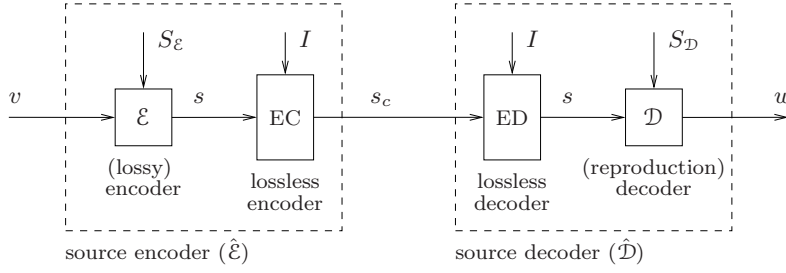 S_ℰ I I S_𝒟
v s s_c s u
ℰ EC ED 𝒟
(lossy) encoder
lossless encoder
lossless decoder
(reproduction) decoder
source encoder (ℰ̂)
source decoder (𝒟̂)